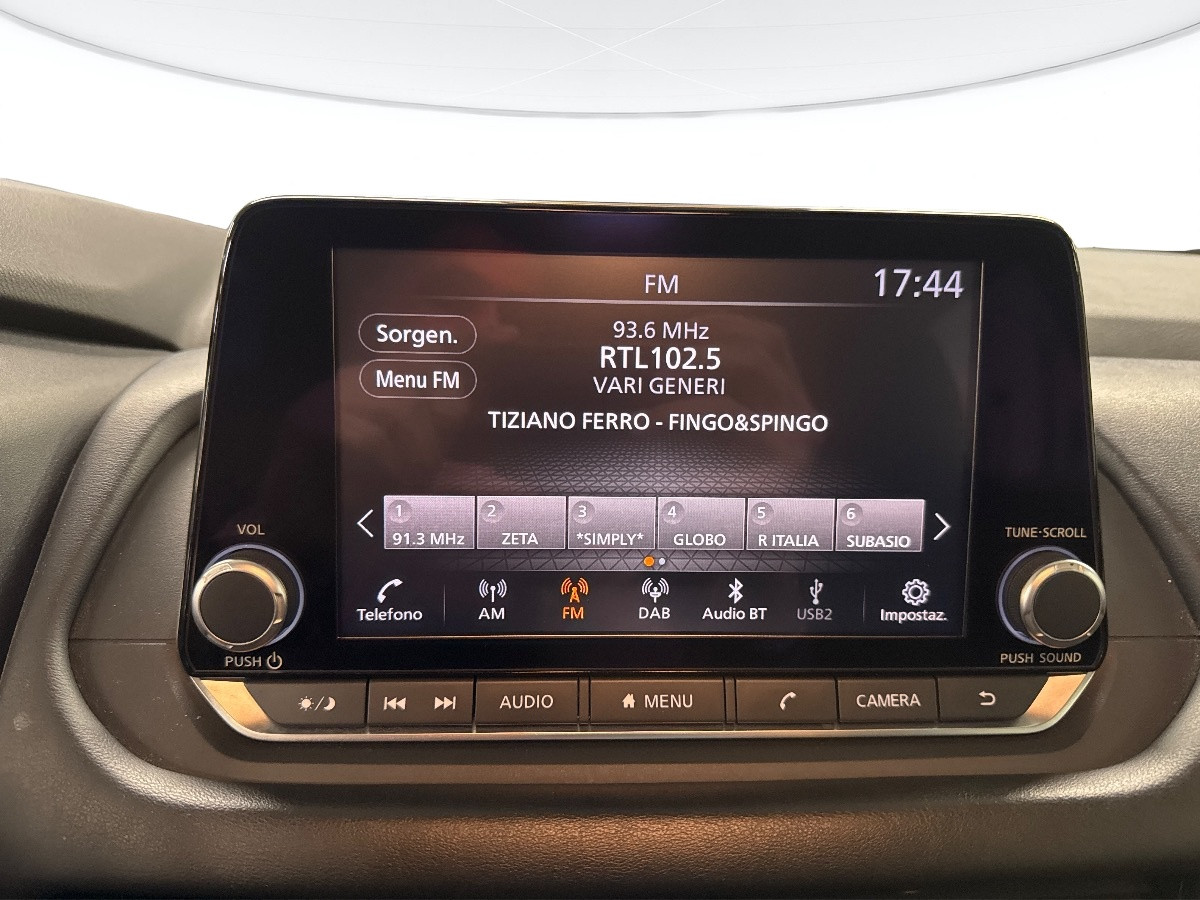 FM
17:44
Sorgen.
93.6 MHz
RTL102.5
Menu FM
VARI GENERI
TIZIANO FERRO - FINGO&SPINGO
1 2 3 4 5 6
91.3 MHz ZETA *SIMPLY* GLOBO R ITALIA SUBASIO
VOL
TUNE·SCROLL
Telefono AM FM DAB Audio BT USB2 Impostaz.
PUSH
PUSH SOUND
AUDIO MENU CAMERA